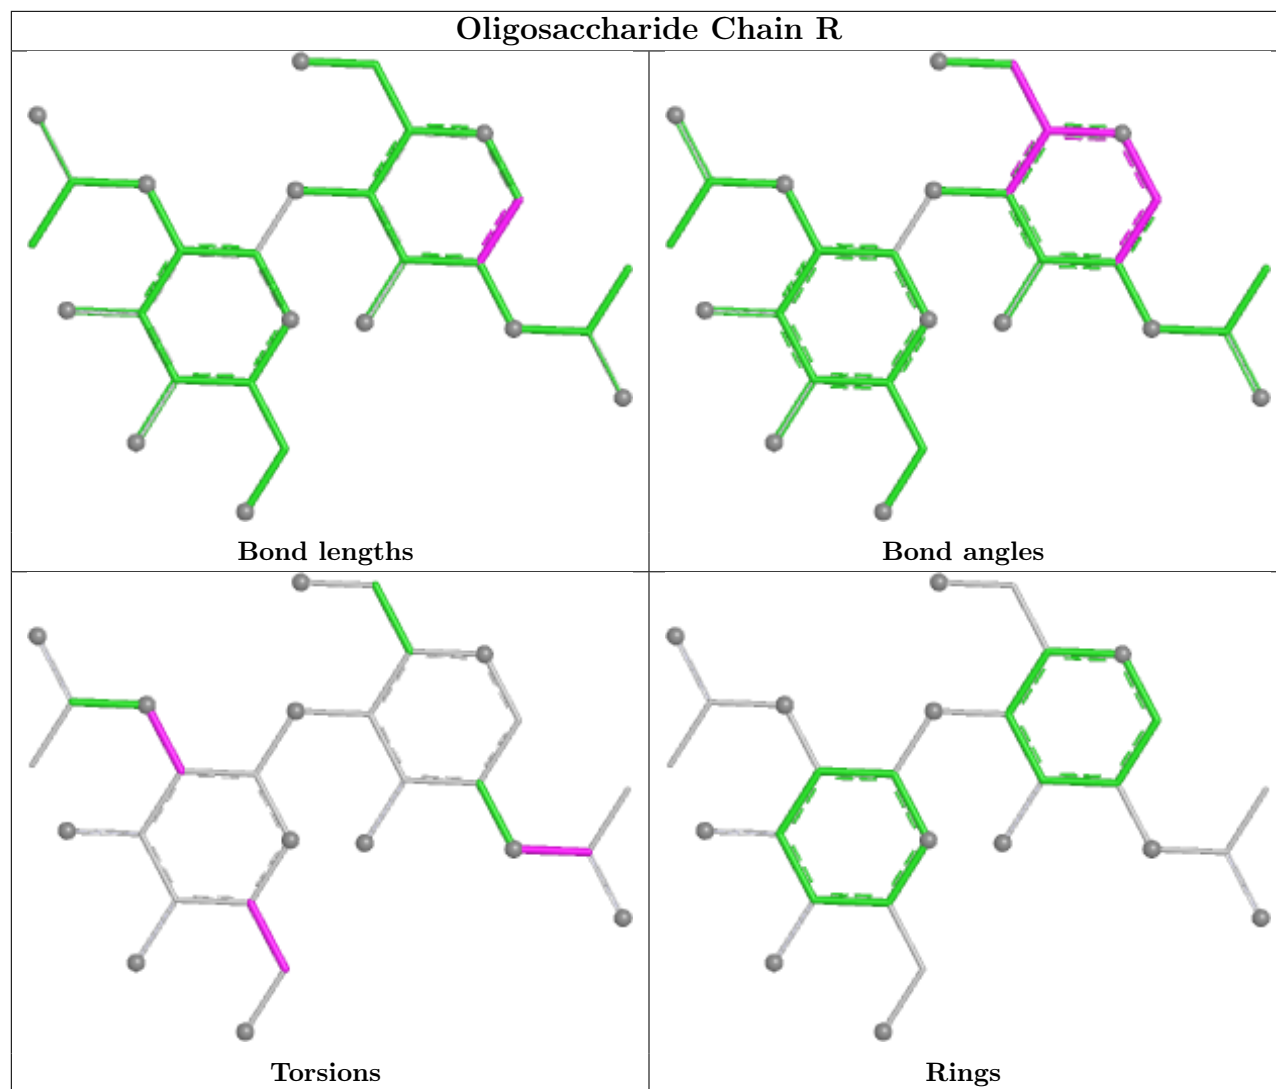 Oligosaccharide Chain R
Bond lengths
Bond angles
Torsions
Rings